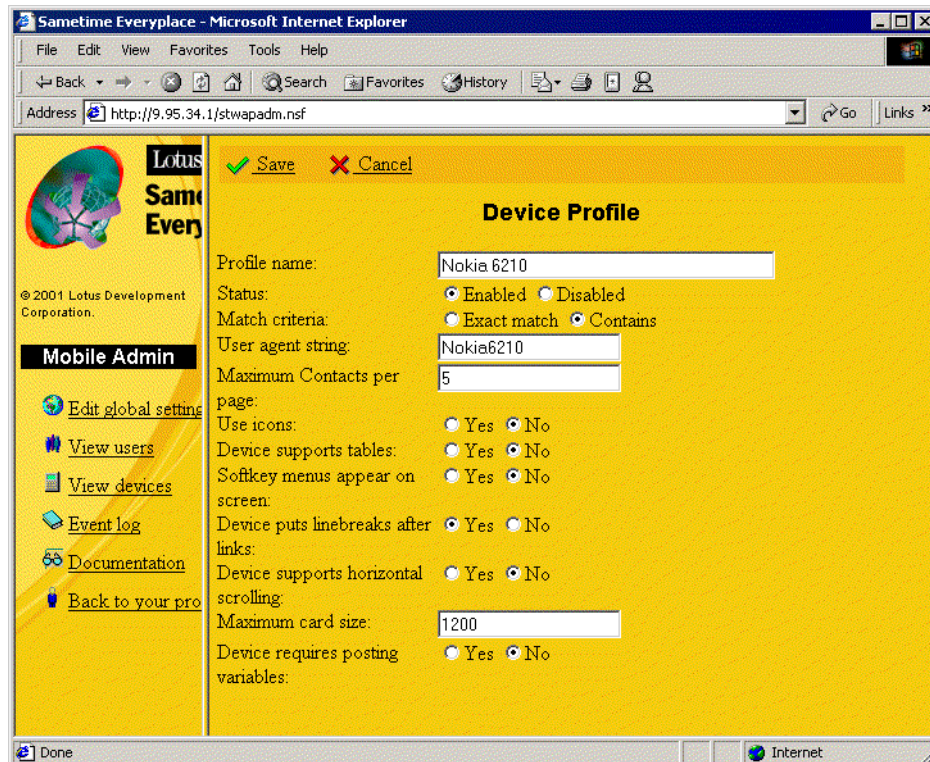 Sametime Everyplace - Microsoft Internet Explorer
File Edit View Favorites Tools Help
Back Search Favorites History
Address http://9.95.34.1/stwapadm.nsf Go Links »
Lotus
Same
Every
© 2001 Lotus Development
Corporation.
Mobile Admin
Edit global setting
View users
View devices
Event log
Documentation
Back to your pro
Save Cancel
Device Profile
Profile name: Nokia 6210
Status: Enabled Disabled
Match criteria: Exact match Contains
User agent string: Nokia6210
Maximum Contacts per
page: 5
Use icons: Yes No
Device supports tables: Yes No
Softkey menus appear on
screen: Yes No
Device puts linebreaks after
links: Yes No
Device supports horizontal
scrolling: Yes No
Maximum card size: 1200
Device requires posting
variables: Yes No
Done Internet